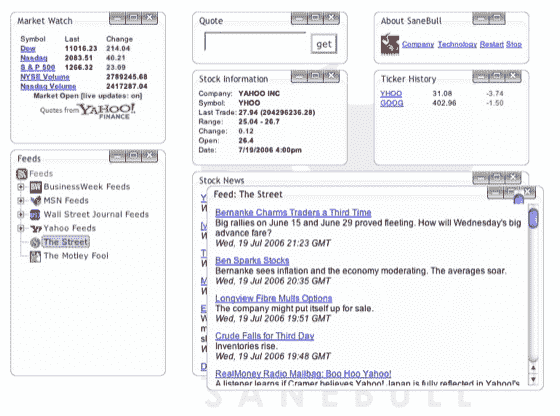 Market Watch
Symbol Last Change
Dow 11016.23 214.04
Nasdaq 2083.51 40.21
S & P 500 1266.32 23.09
NYSE Volume 2789245.68
Nasdaq Volume 2417287.04
Market Open [live updates: on]
Quotes from YAHOO!
FINANCE
Feeds
Feeds
BusinessWeek Feeds
MSN Feeds
Wall Street Journal Feeds
Yahoo Feeds
The Street
The Motley Fool
Quote
get
Stock Information
Company: YAHOO INC
Symbol: YHOO
Last Trade: 27.94 (204296236.28)
Range: 25.04 - 26.7
Change: 0.12
Open: 26.4
Date: 7/19/2006 4:00pm
About SaneBull
Company Technology Restart Stop
Ticker History
YHOO 31.08 -3.74
GOOG 402.96 -1.50
Stock News
Feed: The Street
Bernanke Charms Traders a Third Time
Big rallies on June 15 and June 29 proved fleeting. How will Wednesday's big
advance fare?
Wed, 19 Jul 2006 21:23 GMT
Ben Sparks Stocks
Bernanke sees inflation and the economy moderating. The averages soar.
Wed, 19 Jul 2006 20:35 GMT
Longview Fibre Mulls Options
The company might put itself up for sale.
Wed, 19 Jul 2006 19:51 GMT
Crude Falls for Third Day
Inventories rise.
Wed, 19 Jul 2006 19:48 GMT
RealMoney Radio Mailbag: Boo Hoo Yahoo!
A listener learns if Cramer believes Yahoo! Japan is fully reflected in Yahoo!'s
SANEBULL